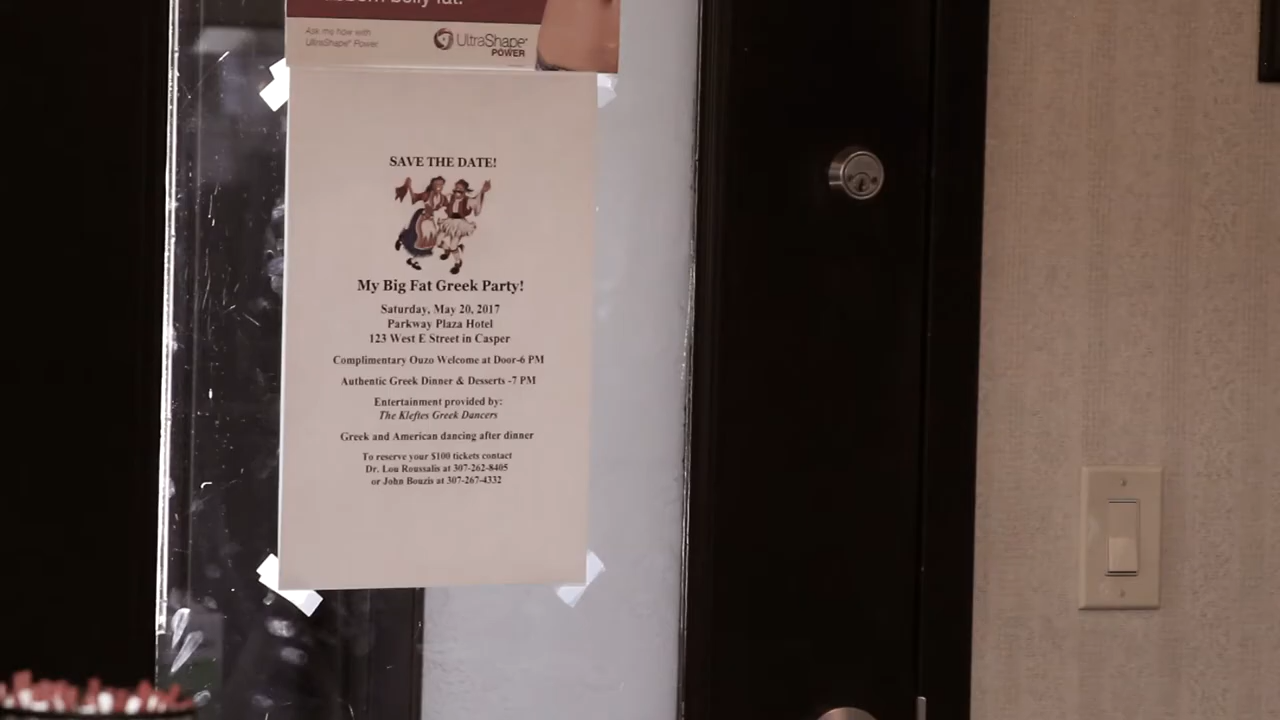 belly fat.
Ask me how with
UltraShape® Power.
UltraShape®
POWER
SAVE THE DATE!
My Big Fat Greek Party!
Saturday, May 20, 2017
Parkway Plaza Hotel
123 West E Street in Casper
Complimentary Ouzo Welcome at Door-6 PM
Authentic Greek Dinner & Desserts -7 PM
Entertainment provided by:
The Kleftes Greek Dancers
Greek and American dancing after dinner
To reserve your $100 tickets contact
Dr. Lou Roussalis at 307-262-8405
or John Bouzis at 307-267-4332